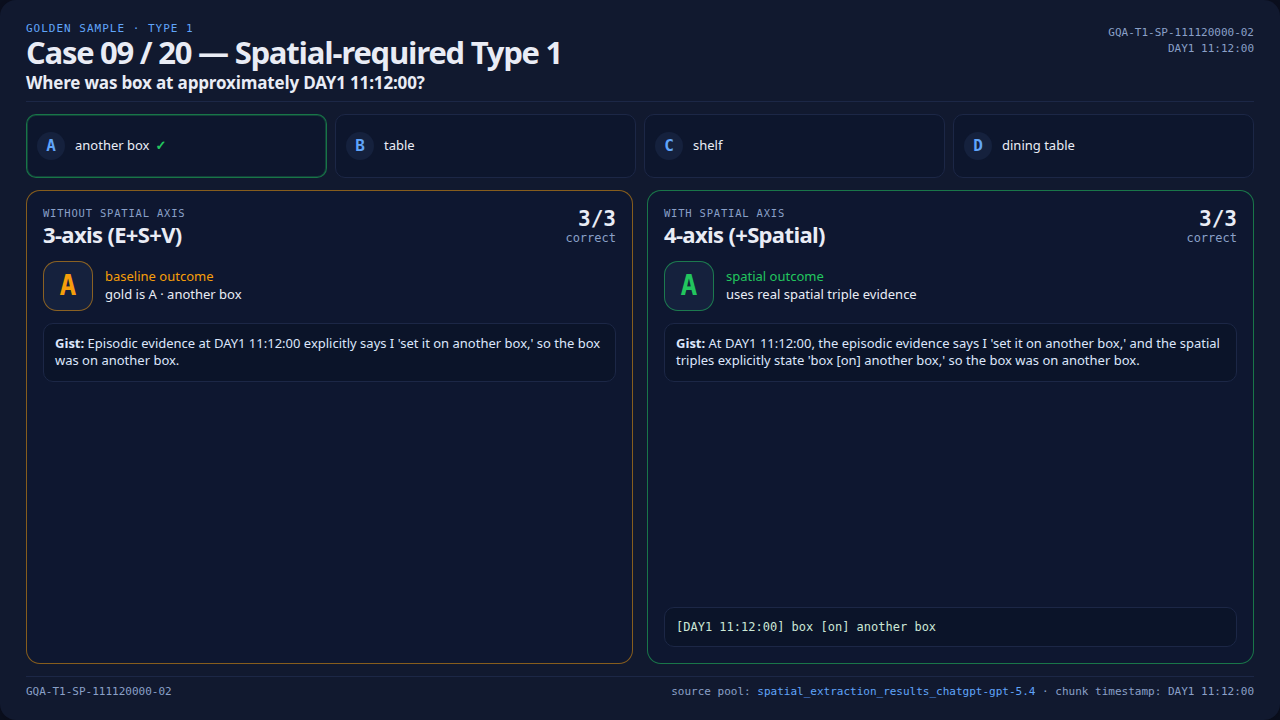 GOLDEN SAMPLE · TYPE 1
Case 09 / 20 — Spatial-required Type 1
Where was box at approximately DAY1 11:12:00?
GQA-T1-SP-111120000-02
DAY1 11:12:00
A another box ✓
B table
C shelf
D dining table
WITHOUT SPATIAL AXIS
3-axis (E+S+V)
3/3
correct
A
baseline outcome
gold is A · another box
Gist: Episodic evidence at DAY1 11:12:00 explicitly says I 'set it on another box,' so the box
was on another box.
WITH SPATIAL AXIS
4-axis (+Spatial)
3/3
correct
A
spatial outcome
uses real spatial triple evidence
Gist: At DAY1 11:12:00, the episodic evidence says I 'set it on another box,' and the spatial
triples explicitly state 'box [on] another box,' so the box was on another box.
[DAY1 11:12:00] box [on] another box
GQA-T1-SP-111120000-02
source pool: spatial_extraction_results_chatgpt-gpt-5.4 · chunk timestamp: DAY1 11:12:00